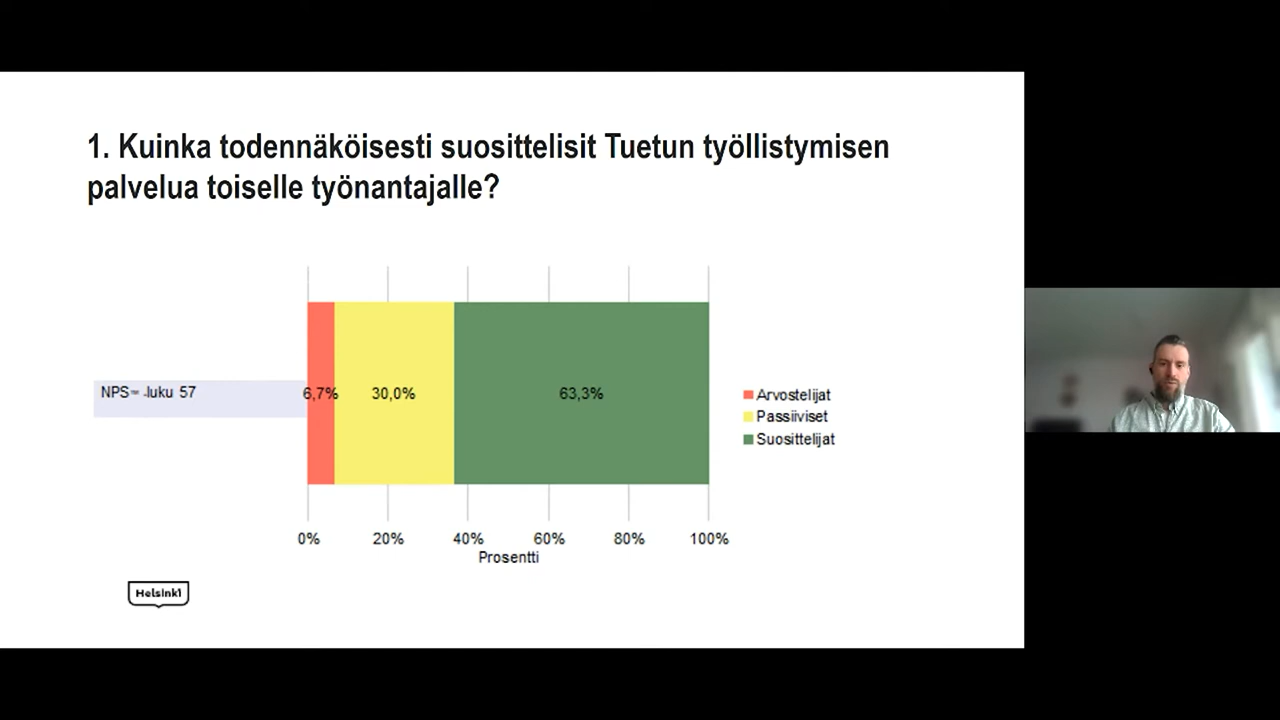 1. Kuinka todennäköisesti suosittelisit Tuetun työllistymisen
palvelua toiselle työnantajalle?
NPS- -luku 57
6,7%
30,0%
63,3%
Arvostelijat
Passiiviset
Suosittelijat
0%
20%
40%
60%
80%
100%
Prosentti
Helsinki